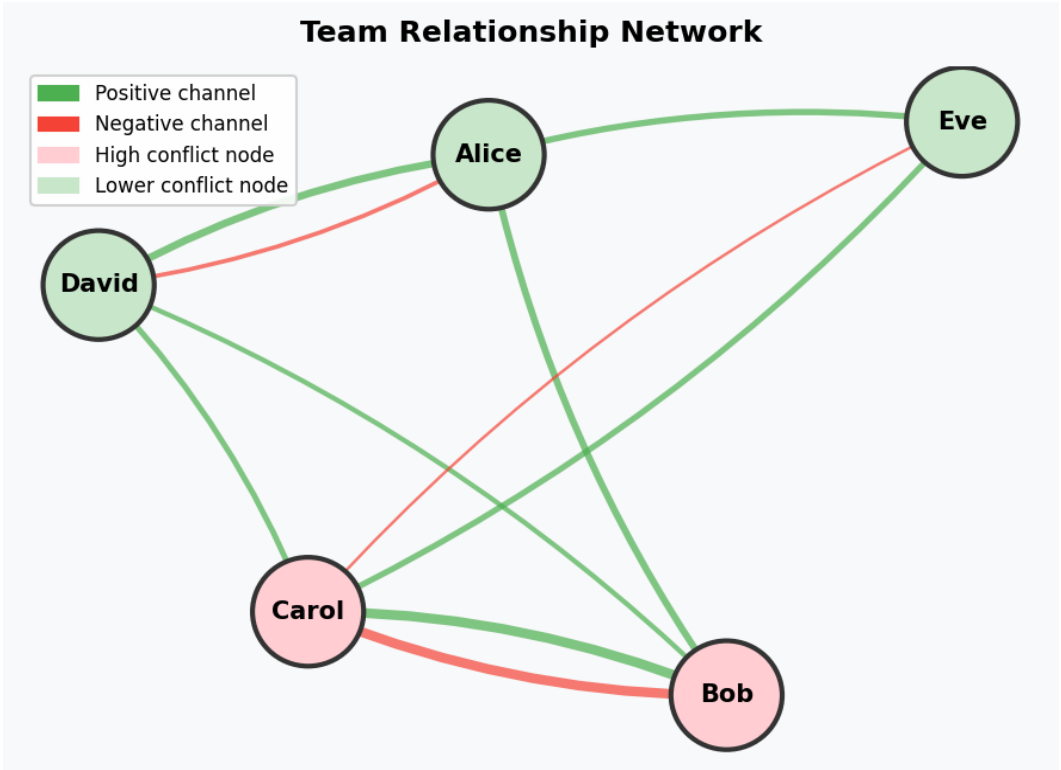 Team Relationship Network
Positive channel
Negative channel
High conflict node
Lower conflict node
Alice
Eve
David
Carol
Bob